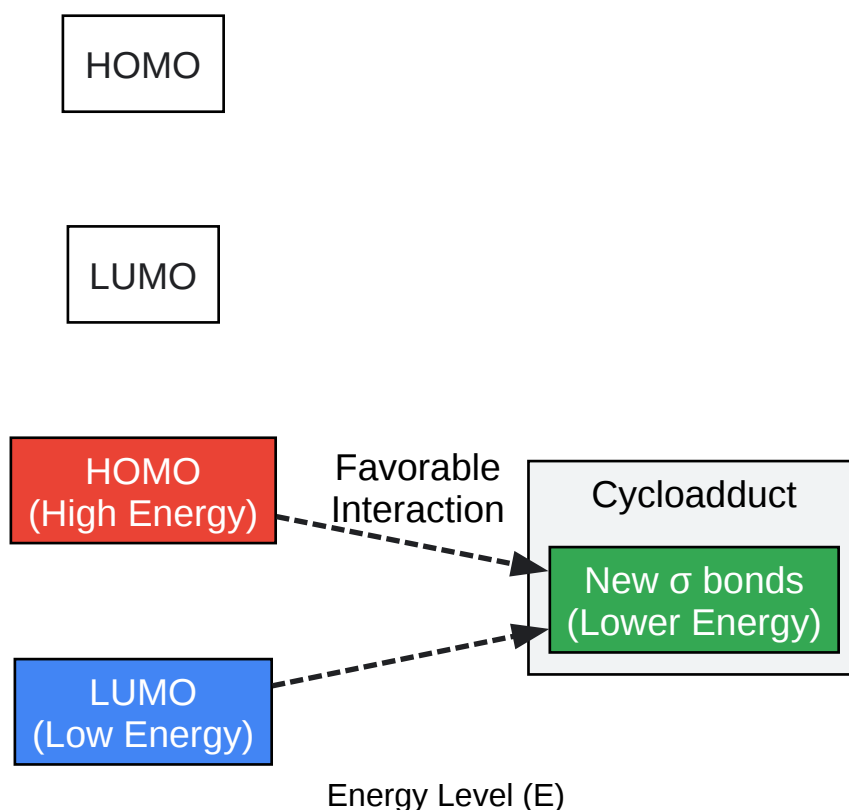 HOMO
LUMO
HOMO
(High Energy)
Favorable
Interaction
Cycloadduct
New σ bonds
(Lower Energy)
LUMO
(Low Energy)
Energy Level (E)